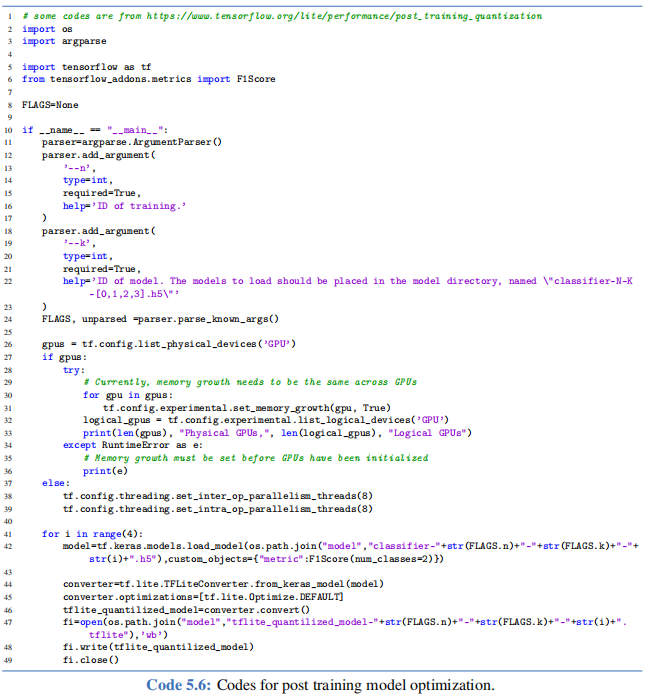 1 # some codes are from https://www.tensorflow.org/lite/performance/post_training_quantization
2 import os
3 import argparse
4
5 import tensorflow as tf
6 from tensorflow_addons.metrics import F1Score
7
8 FLAGS=None
9
10 if __name__ == "__main__":
11     parser=argparse.ArgumentParser()
12     parser.add_argument(
13         '--n',
14         type=int,
15         required=True,
16         help='ID of training.'
17     )
18     parser.add_argument(
19         '--k',
20         type=int,
21         required=True,
22         help='ID of model. The models to load should be placed in the model directory, named \"classifier-N-K
-[0,1,2,3].h5\"'
23     )
24     FLAGS, unparsed =parser.parse_known_args()
25
26     gpus = tf.config.list_physical_devices('GPU')
27     if gpus:
28         try:
29             # Currently, memory growth needs to be the same across GPUs
30             for gpu in gpus:
31                 tf.config.experimental.set_memory_growth(gpu, True)
32             logical_gpus = tf.config.experimental.list_logical_devices('GPU')
33             print(len(gpus), "Physical GPUs,", len(logical_gpus), "Logical GPUs")
34         except RuntimeError as e:
35             # Memory growth must be set before GPUs have been initialized
36             print(e)
37     else:
38         tf.config.threading.set_inter_op_parallelism_threads(8)
39         tf.config.threading.set_intra_op_parallelism_threads(8)
40
41     for i in range(4):
42         model=tf.keras.models.load_model(os.path.join("model","classifier-"+str(FLAGS.n)+"-"+str(FLAGS.k)+"-"+
str(i)+".h5"),custom_objects={"metric":F1Score(num_classes=2)})
43
44         converter=tf.lite.TFLiteConverter.from_keras_model(model)
45         converter.optimizations=[tf.lite.Optimize.DEFAULT]
46         tflite_quantilized_model=converter.convert()
47         fi=open(os.path.join("model","tflite_quantilized_model-"+str(FLAGS.n)+"-"+str(FLAGS.k)+"-"+str(i)+".
tflite"),'wb')
48         fi.write(tflite_quantilized_model)
49         fi.close()
Code 5.6: Codes for post training model optimization.